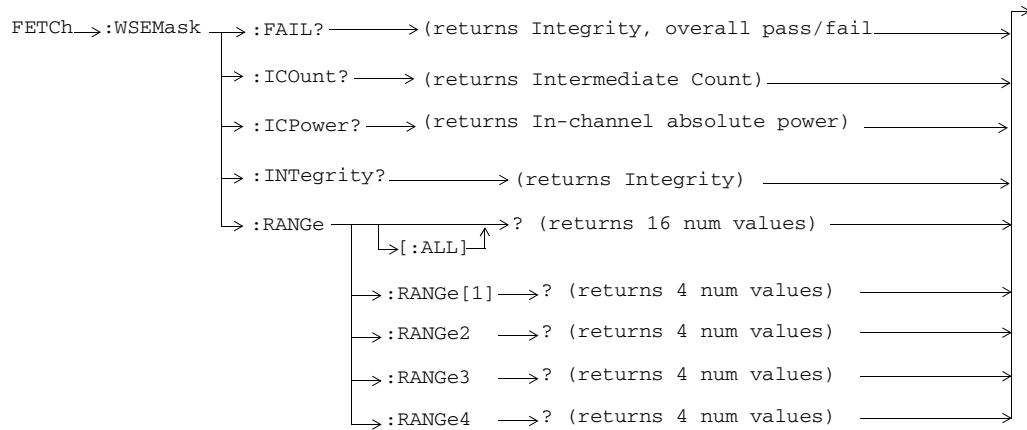 FETCh :WSEMask :FAIL? (returns Integrity, overall pass/fail
:ICOunt? (returns Intermediate Count)
:ICPower? (returns In-channel absolute power)
:INTegrity? (returns Integrity)
:RANGe ? (returns 16 num values)
[:ALL]
:RANGe[1] ? (returns 4 num values)
:RANGe2 ? (returns 4 num values)
:RANGe3 ? (returns 4 num values)
:RANGe4 ? (returns 4 num values)